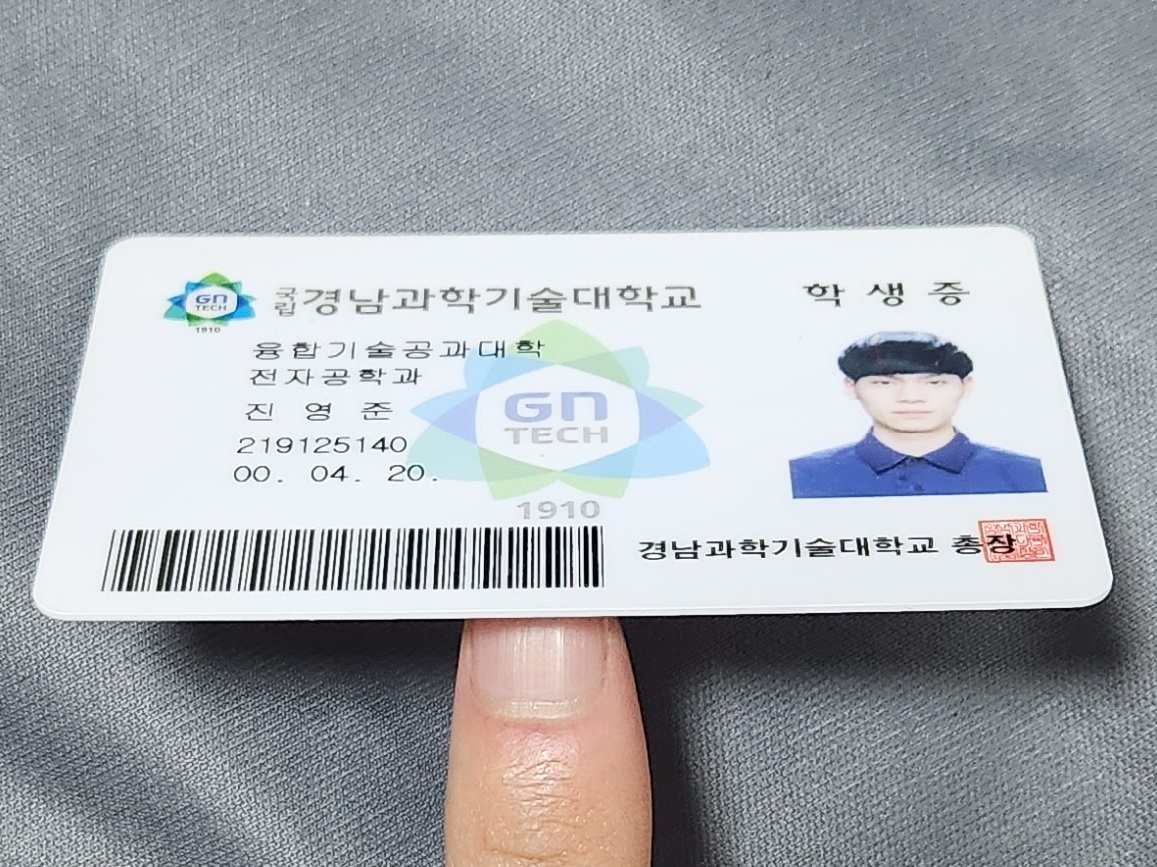 GN TECH 1910
국립 경남과학기술대학교
학생증
융합기술공과대학
전자공학과
진영준
219125140
00. 04. 20.
GN
TECH
1910
경남과학기술대학교 총장